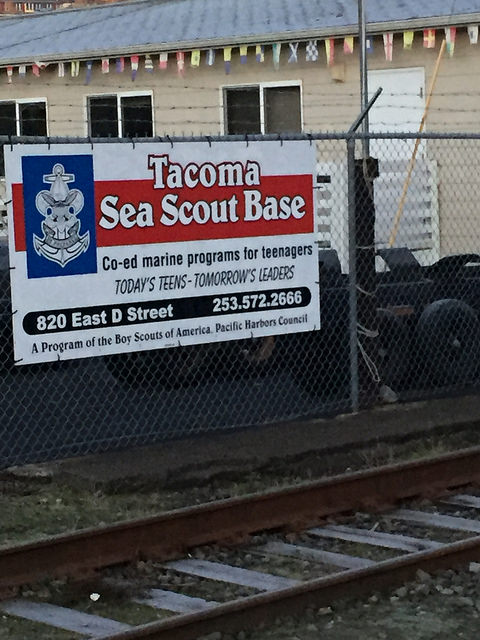 Tacoma
Sea Scout Base
Co-ed marine programs for teenagers
TODAY'S TEENS - TOMORROW'S LEADERS
820 East D Street 253.572.2666
A Program of the Boy Scouts of America, Pacific Harbors Council